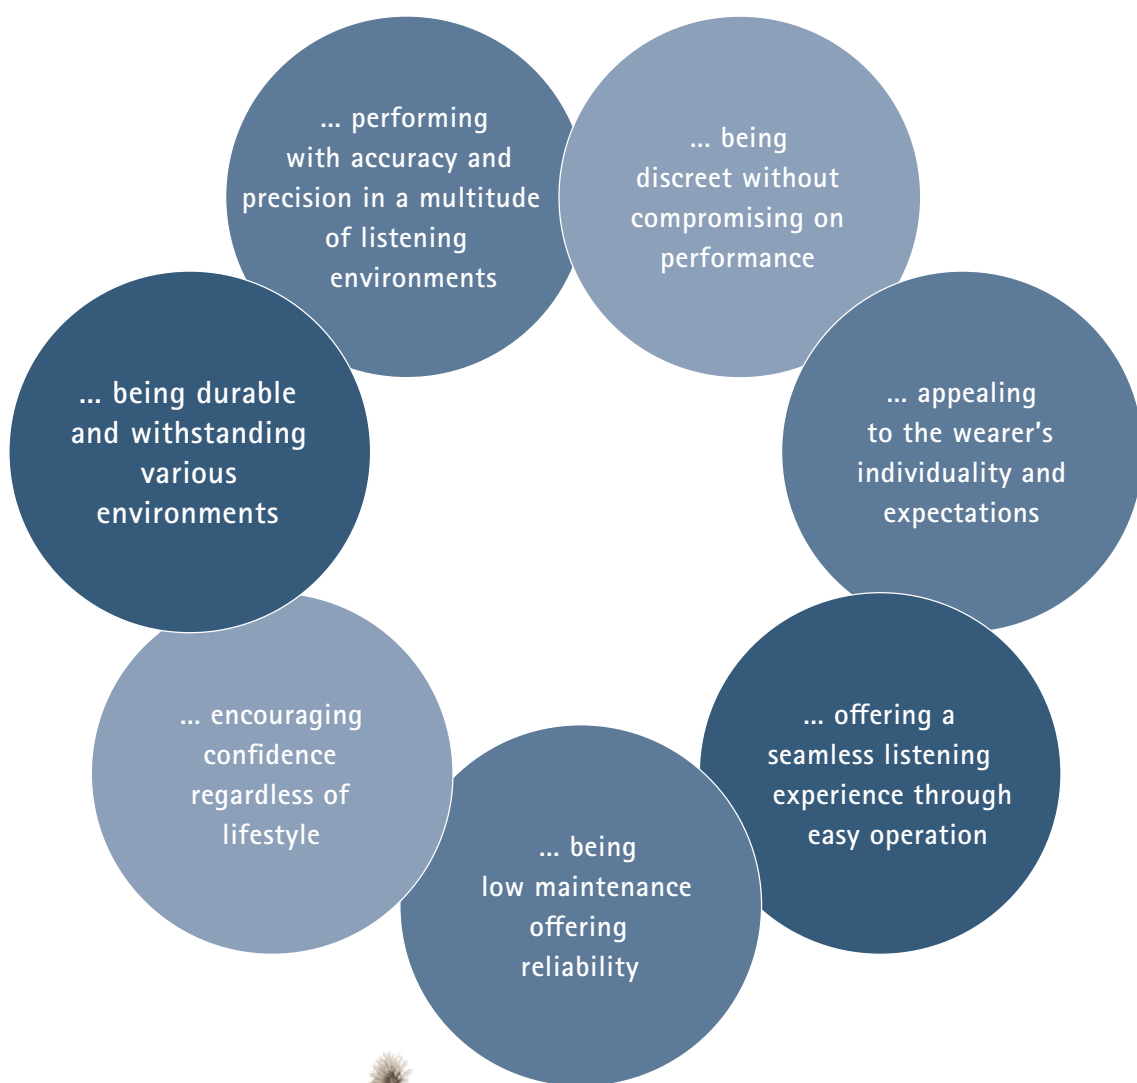 ... performing
with accuracy and
precision in a multitude
of listening
environments
... being
discreet without
compromising on
performance
... appealing
to the wearer's
individuality and
expectations
... offering a
seamless listening
experience through
easy operation
... being
low maintenance
offering
reliability
... encouraging
confidence
regardless of
lifestyle
... being durable
and withstanding
various
environments